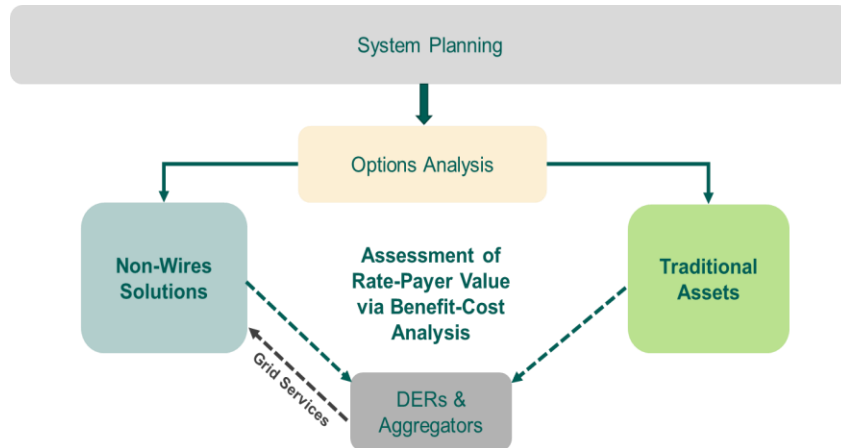 System Planning
Options Analysis
Non-Wires
Solutions
Assessment of
Rate-Payer Value
via Benefit-Cost
Analysis
Traditional
Assets
Grid Services
DERs &
Aggregators